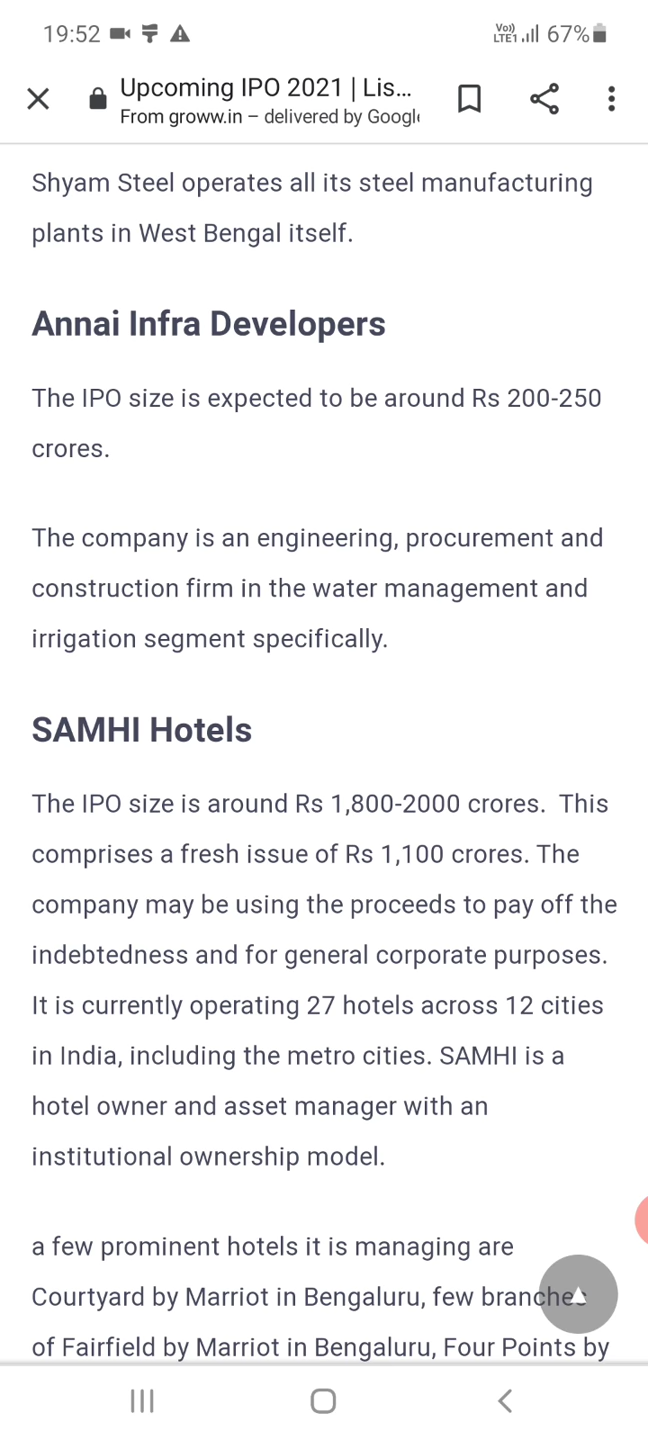 19:52
Vo)) LTE1 67%
Upcoming IPO 2021 | Lis...
From groww.in – delivered by Googl
Shyam Steel operates all its steel manufacturing
plants in West Bengal itself.
Annai Infra Developers
The IPO size is expected to be around Rs 200-250
crores.
The company is an engineering, procurement and
construction firm in the water management and
irrigation segment specifically.
SAMHI Hotels
The IPO size is around Rs 1,800-2000 crores.  This
comprises a fresh issue of Rs 1,100 crores. The
company may be using the proceeds to pay off the
indebtedness and for general corporate purposes.
It is currently operating 27 hotels across 12 cities
in India, including the metro cities. SAMHI is a
hotel owner and asset manager with an
institutional ownership model.
a few prominent hotels it is managing are
Courtyard by Marriot in Bengaluru, few branches
of Fairfield by Marriot in Bengaluru, Four Points by